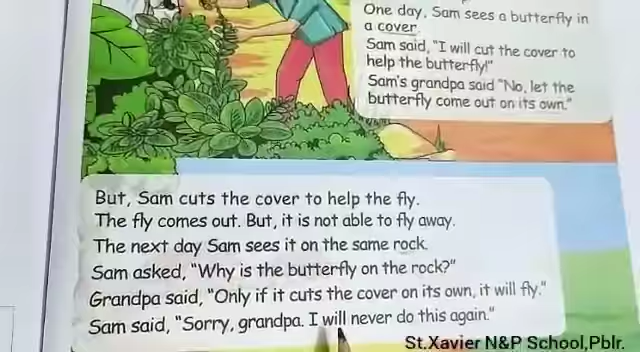 One day, Sam sees a butterfly in
a cover.
Sam said, "I will cut the cover to
help the butterfly!"
Sam's grandpa said "No, let the
butterfly come out on its own."
But, Sam cuts the cover to help the fly.
The fly comes out. But, it is not able to fly away.
The next day Sam sees it on the same rock.
Sam asked, "Why is the butterfly on the rock?"
Grandpa said, "Only if it cuts the cover on its own, it will fly."
Sam said, "Sorry, grandpa. I will never do this again."
St.Xavier N&P School,Pblr.